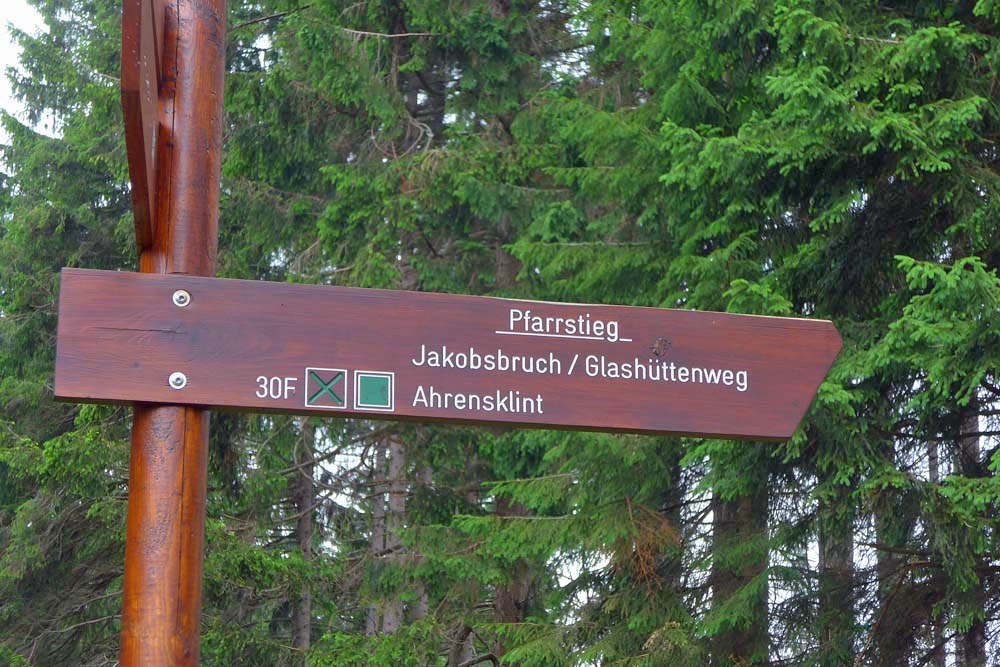 Pfarrstieg
Jakobsbruch / Glashüttenweg
30F Ahrensklint